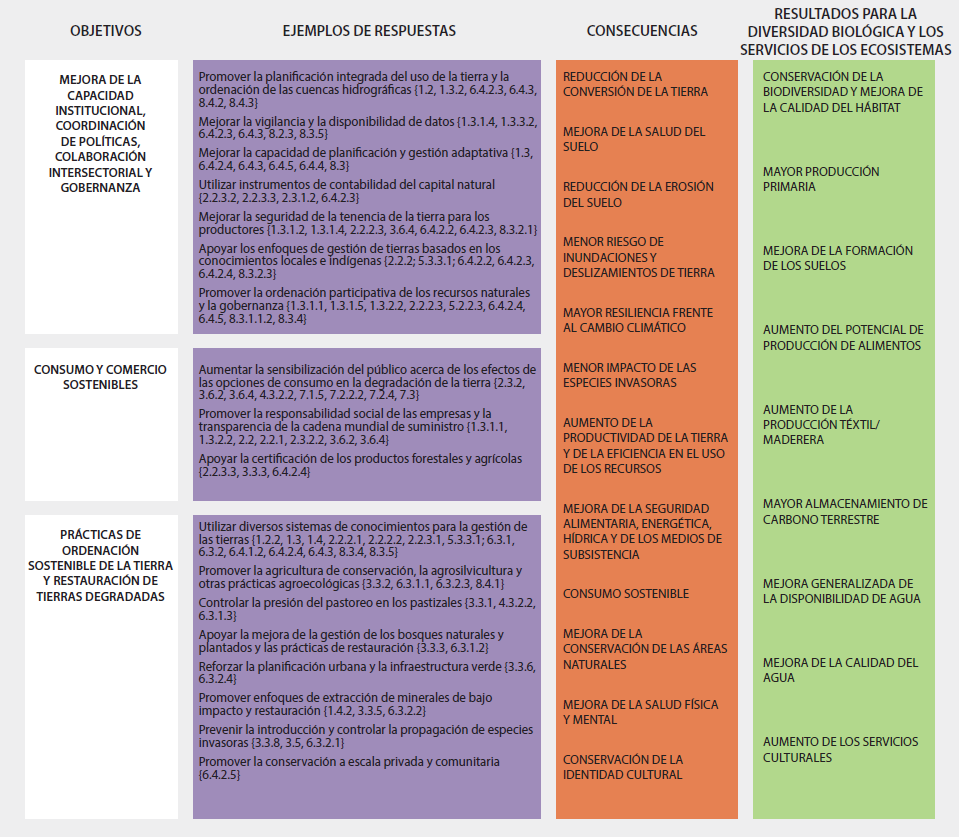 OBJETIVOS
EJEMPLOS DE RESPUESTAS
CONSECUENCIAS
RESULTADOS PARA LA
DIVERSIDAD BIOLÓGICA Y LOS
SERVICIOS DE LOS ECOSISTEMAS
MEJORA DE LA
CAPACIDAD
INSTITUCIONAL,
COORDINACIÓN
DE POLÍTICAS,
COLABORACIÓN
INTERSECTORIAL Y
GOBERNANZA
Promover la planificación integrada del uso de la tierra y la
ordenación de las cuencas hidrográficas {1.2, 1.3.2, 6.4.2.3, 6.4.3,
8.4.2, 8.4.3}
Mejorar la vigilancia y la disponibilidad de datos {1.3.1.4, 1.3.3.2,
6.4.2.3, 6.4.3, 8.2.3, 8.3.5}
Mejorar la capacidad de planificación y gestión adaptativa {1.3,
6.4.2.4, 6.4.3, 6.4.5, 6.4.4, 8.3}
Utilizar instrumentos de contabilidad del capital natural
{2.2.3.2, 2.2.3.3, 2.3.1.2, 6.4.2.3}
Mejorar la seguridad de la tenencia de la tierra para los
productores {1.3.1.2, 1.3.1.4, 2.2.2.3, 3.6.4, 6.4.2.2, 6.4.2.3, 8.3.2.1}
Apoyar los enfoques de gestión de tierras basados en los
conocimientos locales e indígenas {2.2.2; 5.3.3.1; 6.4.2.2, 6.4.2.3,
6.4.2.4, 8.3.2.3}
Promover la ordenación participativa de los recursos naturales
y la gobernanza {1.3.1.1, 1.3.1.5, 1.3.2.2, 2.2.2.3, 5.2.2.3, 6.4.2.4,
6.4.5, 8.3.1.1.2, 8.3.4}
CONSUMO Y COMERCIO
SOSTENIBLES
Aumentar la sensibilización del público acerca de los efectos de
las opciones de consumo en la degradación de la tierra {2.3.2,
3.6.2, 3.6.4, 4.3.2.2, 7.1.5, 7.2.2.2, 7.2.4, 7.3}
Promover la responsabilidad social de las empresas y la
transparencia de la cadena mundial de suministro {1.3.1.1,
1.3.2.2, 2.2, 2.2.1, 2.3.2.2, 3.6.2, 3.6.4}
Apoyar la certificación de los productos forestales y agrícolas
{2.2.3.3, 3.3.3, 6.4.2.4}
PRÁCTICAS DE
ORDENACIÓN
SOSTENIBLE DE LA TIERRA
Y RESTAURACIÓN DE
TIERRAS DEGRADADAS
Utilizar diversos sistemas de conocimientos para la gestión de
las tierras {1.2.2, 1.3, 1.4, 2.2.2.1, 2.2.2.2, 2.2.3.1, 5.3.3.1; 6.3.1,
6.3.2, 6.4.1.2, 6.4.2.4, 6.4.3, 8.3.4, 8.3.5}
Promover la agricultura de conservación, la agrosilvicultura y
otras prácticas agroecológicas {3.3.2, 6.3.1.1, 6.3.2.3, 8.4.1}
Controlar la presión del pastoreo en los pastizales {3.3.1, 4.3.2.2,
6.3.1.3}
Apoyar la mejora de la gestión de los bosques naturales y
plantados y las prácticas de restauración {3.3.3, 6.3.1.2}
Reforzar la planificación urbana y la infraestructura verde {3.3.6,
6.3.2.4}
Promover enfoques de extracción de minerales de bajo
impacto y restauración {1.4.2, 3.3.5, 6.3.2.2}
Prevenir la introducción y controlar la propagación de especies
invasoras {3.3.8, 3.5, 6.3.2.1}
Promover la conservación a escala privada y comunitaria
{6.4.2.5}
REDUCCIÓN DE LA
CONVERSIÓN DE LA TIERRA
MEJORA DE LA SALUD DEL
SUELO
REDUCCIÓN DE LA EROSIÓN
DEL SUELO
MENOR RIESGO DE
INUNDACIONES Y
DESLIZAMIENTOS DE TIERRA
MAYOR RESILIENCIA FRENTE
AL CAMBIO CLIMÁTICO
MENOR IMPACTO DE LAS
ESPECIES INVASORAS
AUMENTO DE LA
PRODUCTIVIDAD DE LA TIERRA
Y DE LA EFICIENCIA EN EL USO
DE LOS RECURSOS
MEJORA DE LA SEGURIDAD
ALIMENTARIA, ENERGÉTICA,
HÍDRICA Y DE LOS MEDIOS DE
SUBSISTENCIA
CONSUMO SOSTENIBLE
MEJORA DE LA
CONSERVACIÓN DE LAS ÁREAS
NATURALES
MEJORA DE LA SALUD FÍSICA
Y MENTAL
CONSERVACIÓN DE LA
IDENTIDAD CULTURAL
CONSERVACIÓN DE LA
BIODIVERSIDAD Y MEJORA DE
LA CALIDAD DEL HÁBITAT
MAYOR PRODUCCIÓN
PRIMARIA
MEJORA DE LA FORMACIÓN
DE LOS SUELOS
AUMENTO DEL POTENCIAL DE
PRODUCCIÓN DE ALIMENTOS
AUMENTO DE LA
PRODUCCIÓN TÉXTIL/
MADERERA
MAYOR ALMACENAMIENTO DE
CARBONO TERRESTRE
MEJORA GENERALIZADA DE
LA DISPONIBILIDAD DE AGUA
MEJORA DE LA CALIDAD DEL
AGUA
AUMENTO DE LOS SERVICIOS
CULTURALES